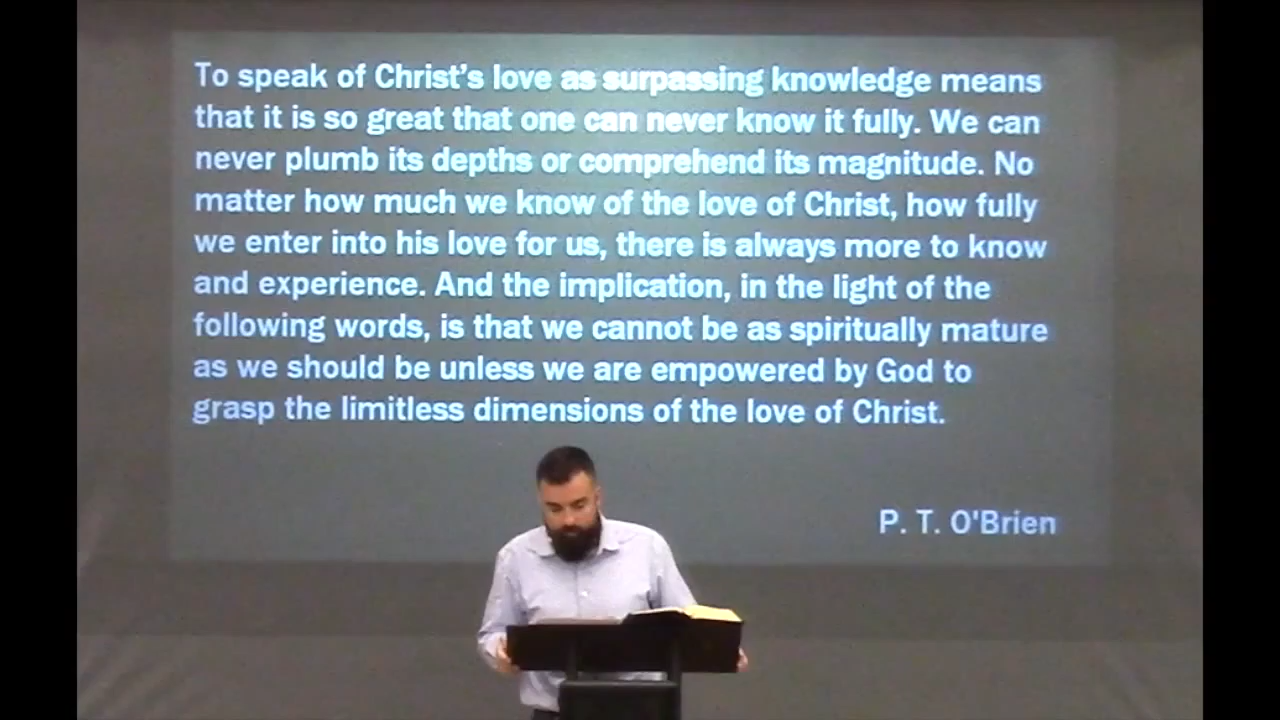 To speak of Christ's love as surpassing knowledge means
that it is so great that one can never know it fully. We can
never plumb its depths or comprehend its magnitude. No
matter how much we know of the love of Christ, how fully
we enter into his love for us, there is always more to know
and experience. And the implication, in the light of the
following words, is that we cannot be as spiritually mature
as we should be unless we are empowered by God to
grasp the limitless dimensions of the love of Christ.
P. T. O'Brien